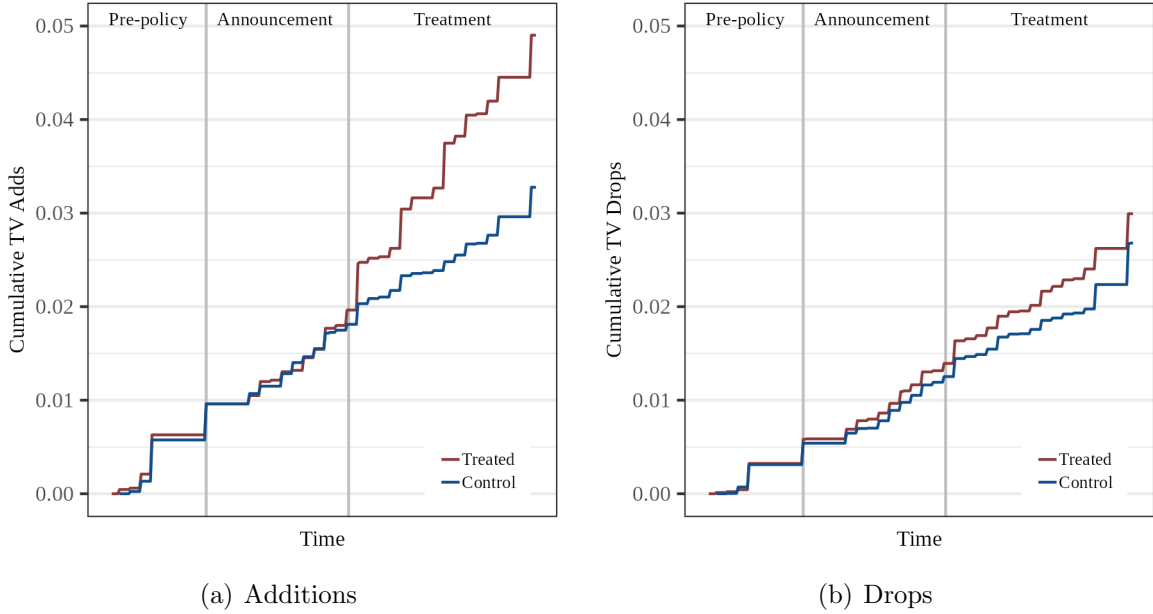 Pre-policy Announcement Treatment
0.05
0.04
0.03
0.02
0.01
0.00
Cumulative TV Adds
Treated
Control
Time
(a) Additions
Pre-policy Announcement Treatment
0.05
0.04
0.03
0.02
0.01
0.00
Cumulative TV Drops
Treated
Control
Time
(b) Drops